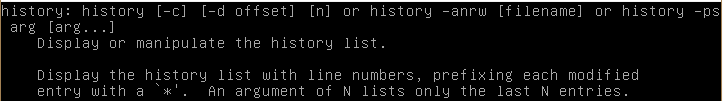 history: history [-c] [-d offset] [n] or history -anrw [filename] or history -ps
 arg [arg...]
    Display or manipulate the history list.

    Display the history list with line numbers, prefixing each modified
    entry with a `*'.  An argument of N lists only the last N entries.